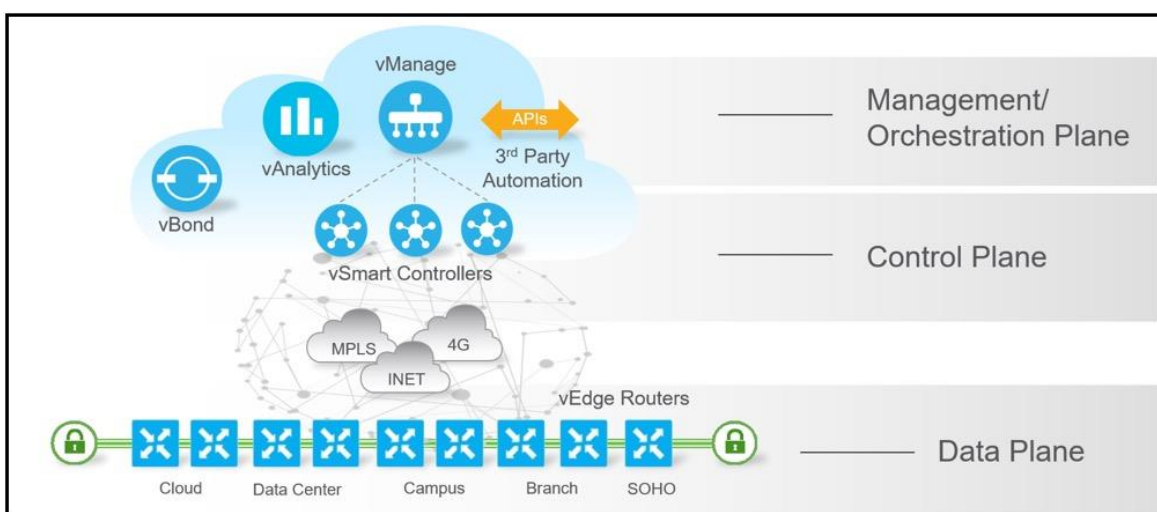 vManage
APIs
3rd Party
Automation
vAnalytics
vBond
vSmart Controllers
Management/
Orchestration Plane
Control Plane
MPLS
4G
INET
vEdge Routers
Data Plane
Cloud
Data Center
Campus
Branch
SOHO